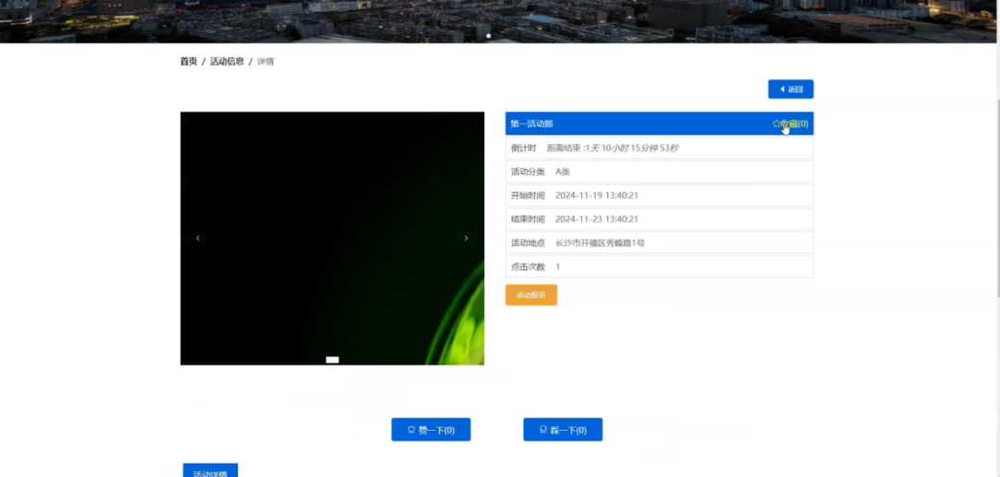 首页 / 活动信息 / 详情
返回
第一活动部
收藏(0)
倒计时 距离结束 :1天 10小时 15分钟 53秒
活动分类 A类
开始时间 2024-11-19 13:40:21
结束时间 2024-11-23 13:40:21
活动地点 长沙市开福区秀峰路1号
点击次数 1
活动报名
赞一下(0)
踩一下(0)
活动详情